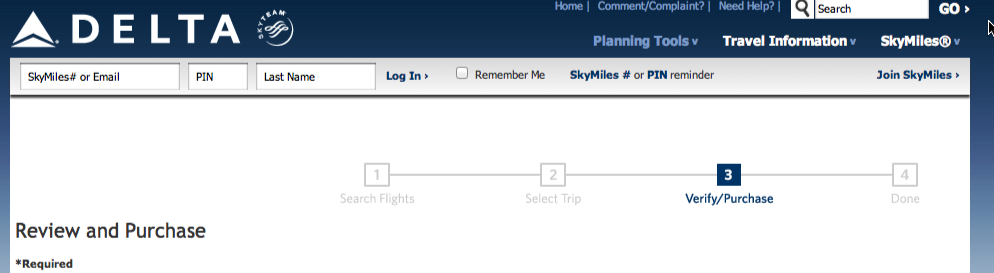 Home | Comment/Complaint? | Need Help? | Search GO ›
DELTA SKYTEAM
Planning Tools v Travel Information v SkyMiles® v
SkyMiles# or Email PIN Last Name Log In › Remember Me SkyMiles # or PIN reminder Join SkyMiles ›
1 2 3 4
Search Flights Select Trip Verify/Purchase Done
Review and Purchase
*Required